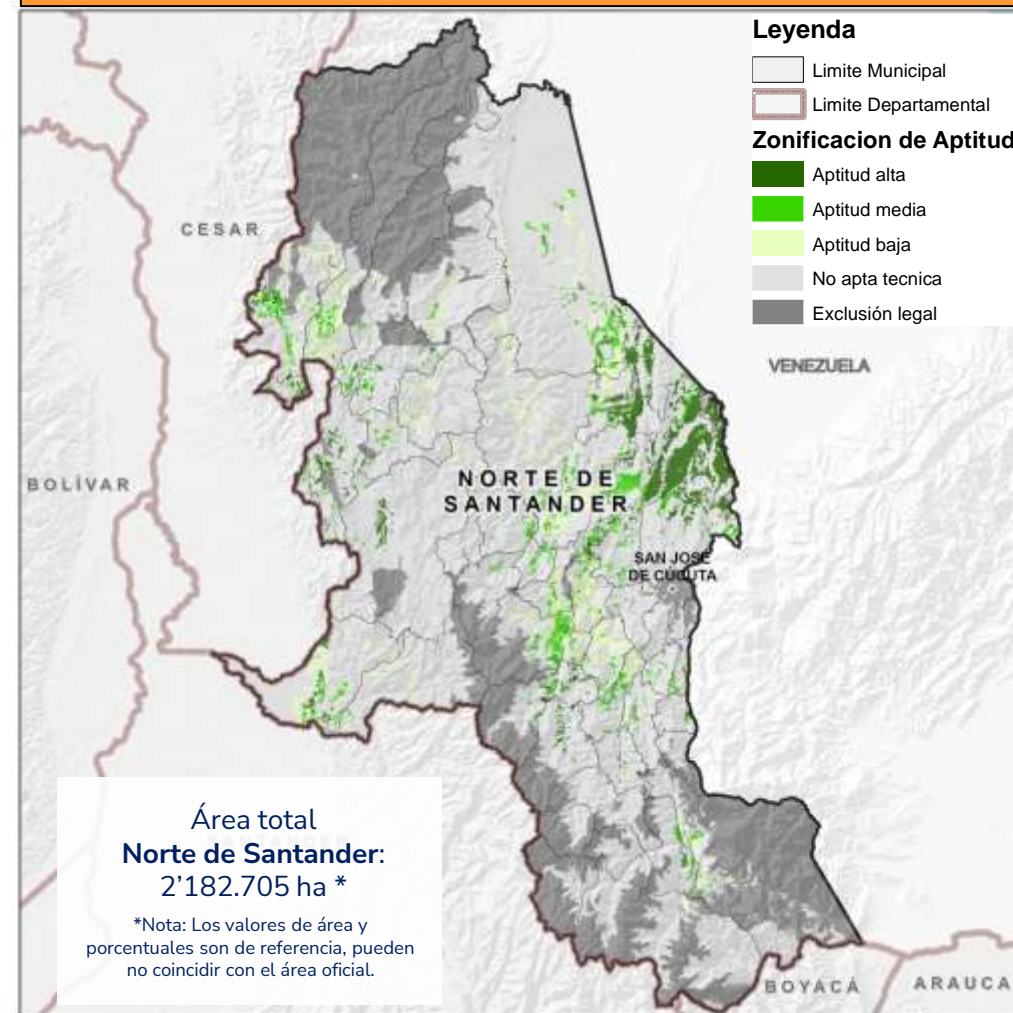 Leyenda
Limite Municipal
Limite Departamental
Zonificacion de Aptitud
Aptitud alta
Aptitud media
Aptitud baja
No apta tecnica
Exclusión legal
CESAR
VENEZUELA
BOLÍVAR
NORTE DE
SANTANDER
SAN JOSÉ
DE CÚCUTA
Área total
Norte de Santander:
2’182.705 ha *
*Nota: Los valores de área y
porcentuales son de referencia, pueden
no coincidir con el área oficial.
BOYACÁ
ARAUCA